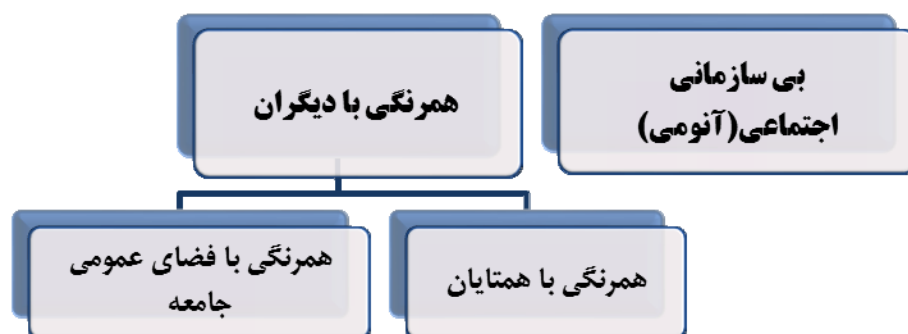 بی سازمانی
اجتماعی(آنومی)
همرنگی با دیگران
همرنگی با همتایان
همرنگی با فضای عمومی
جامعه